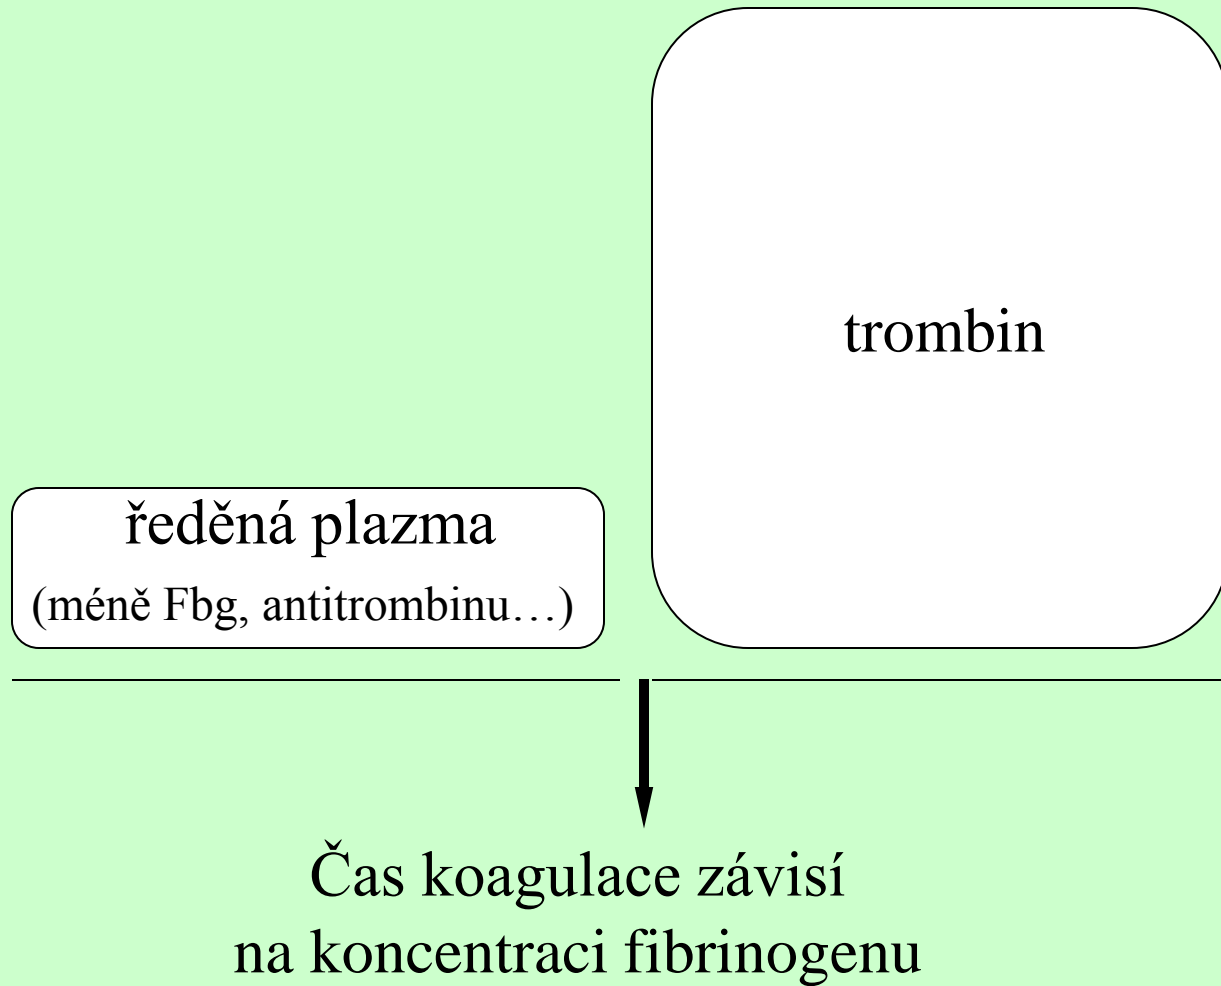 trombin
ředěná plazma
(méně Fbg, antitrombinu…)
Čas koagulace závisí
na koncentraci fibrinogenu